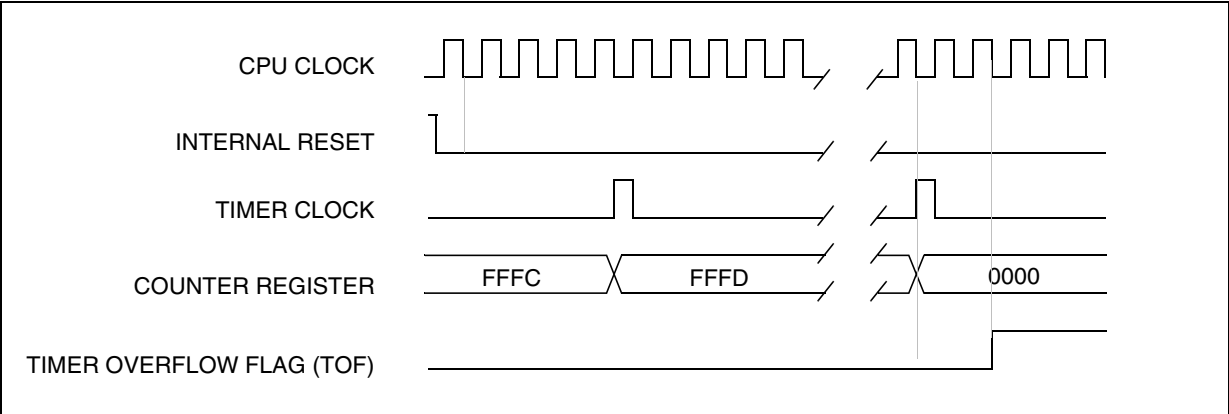 CPU CLOCK
INTERNAL RESET
TIMER CLOCK
COUNTER REGISTER FFFC FFFD 0000
TIMER OVERFLOW FLAG (TOF)